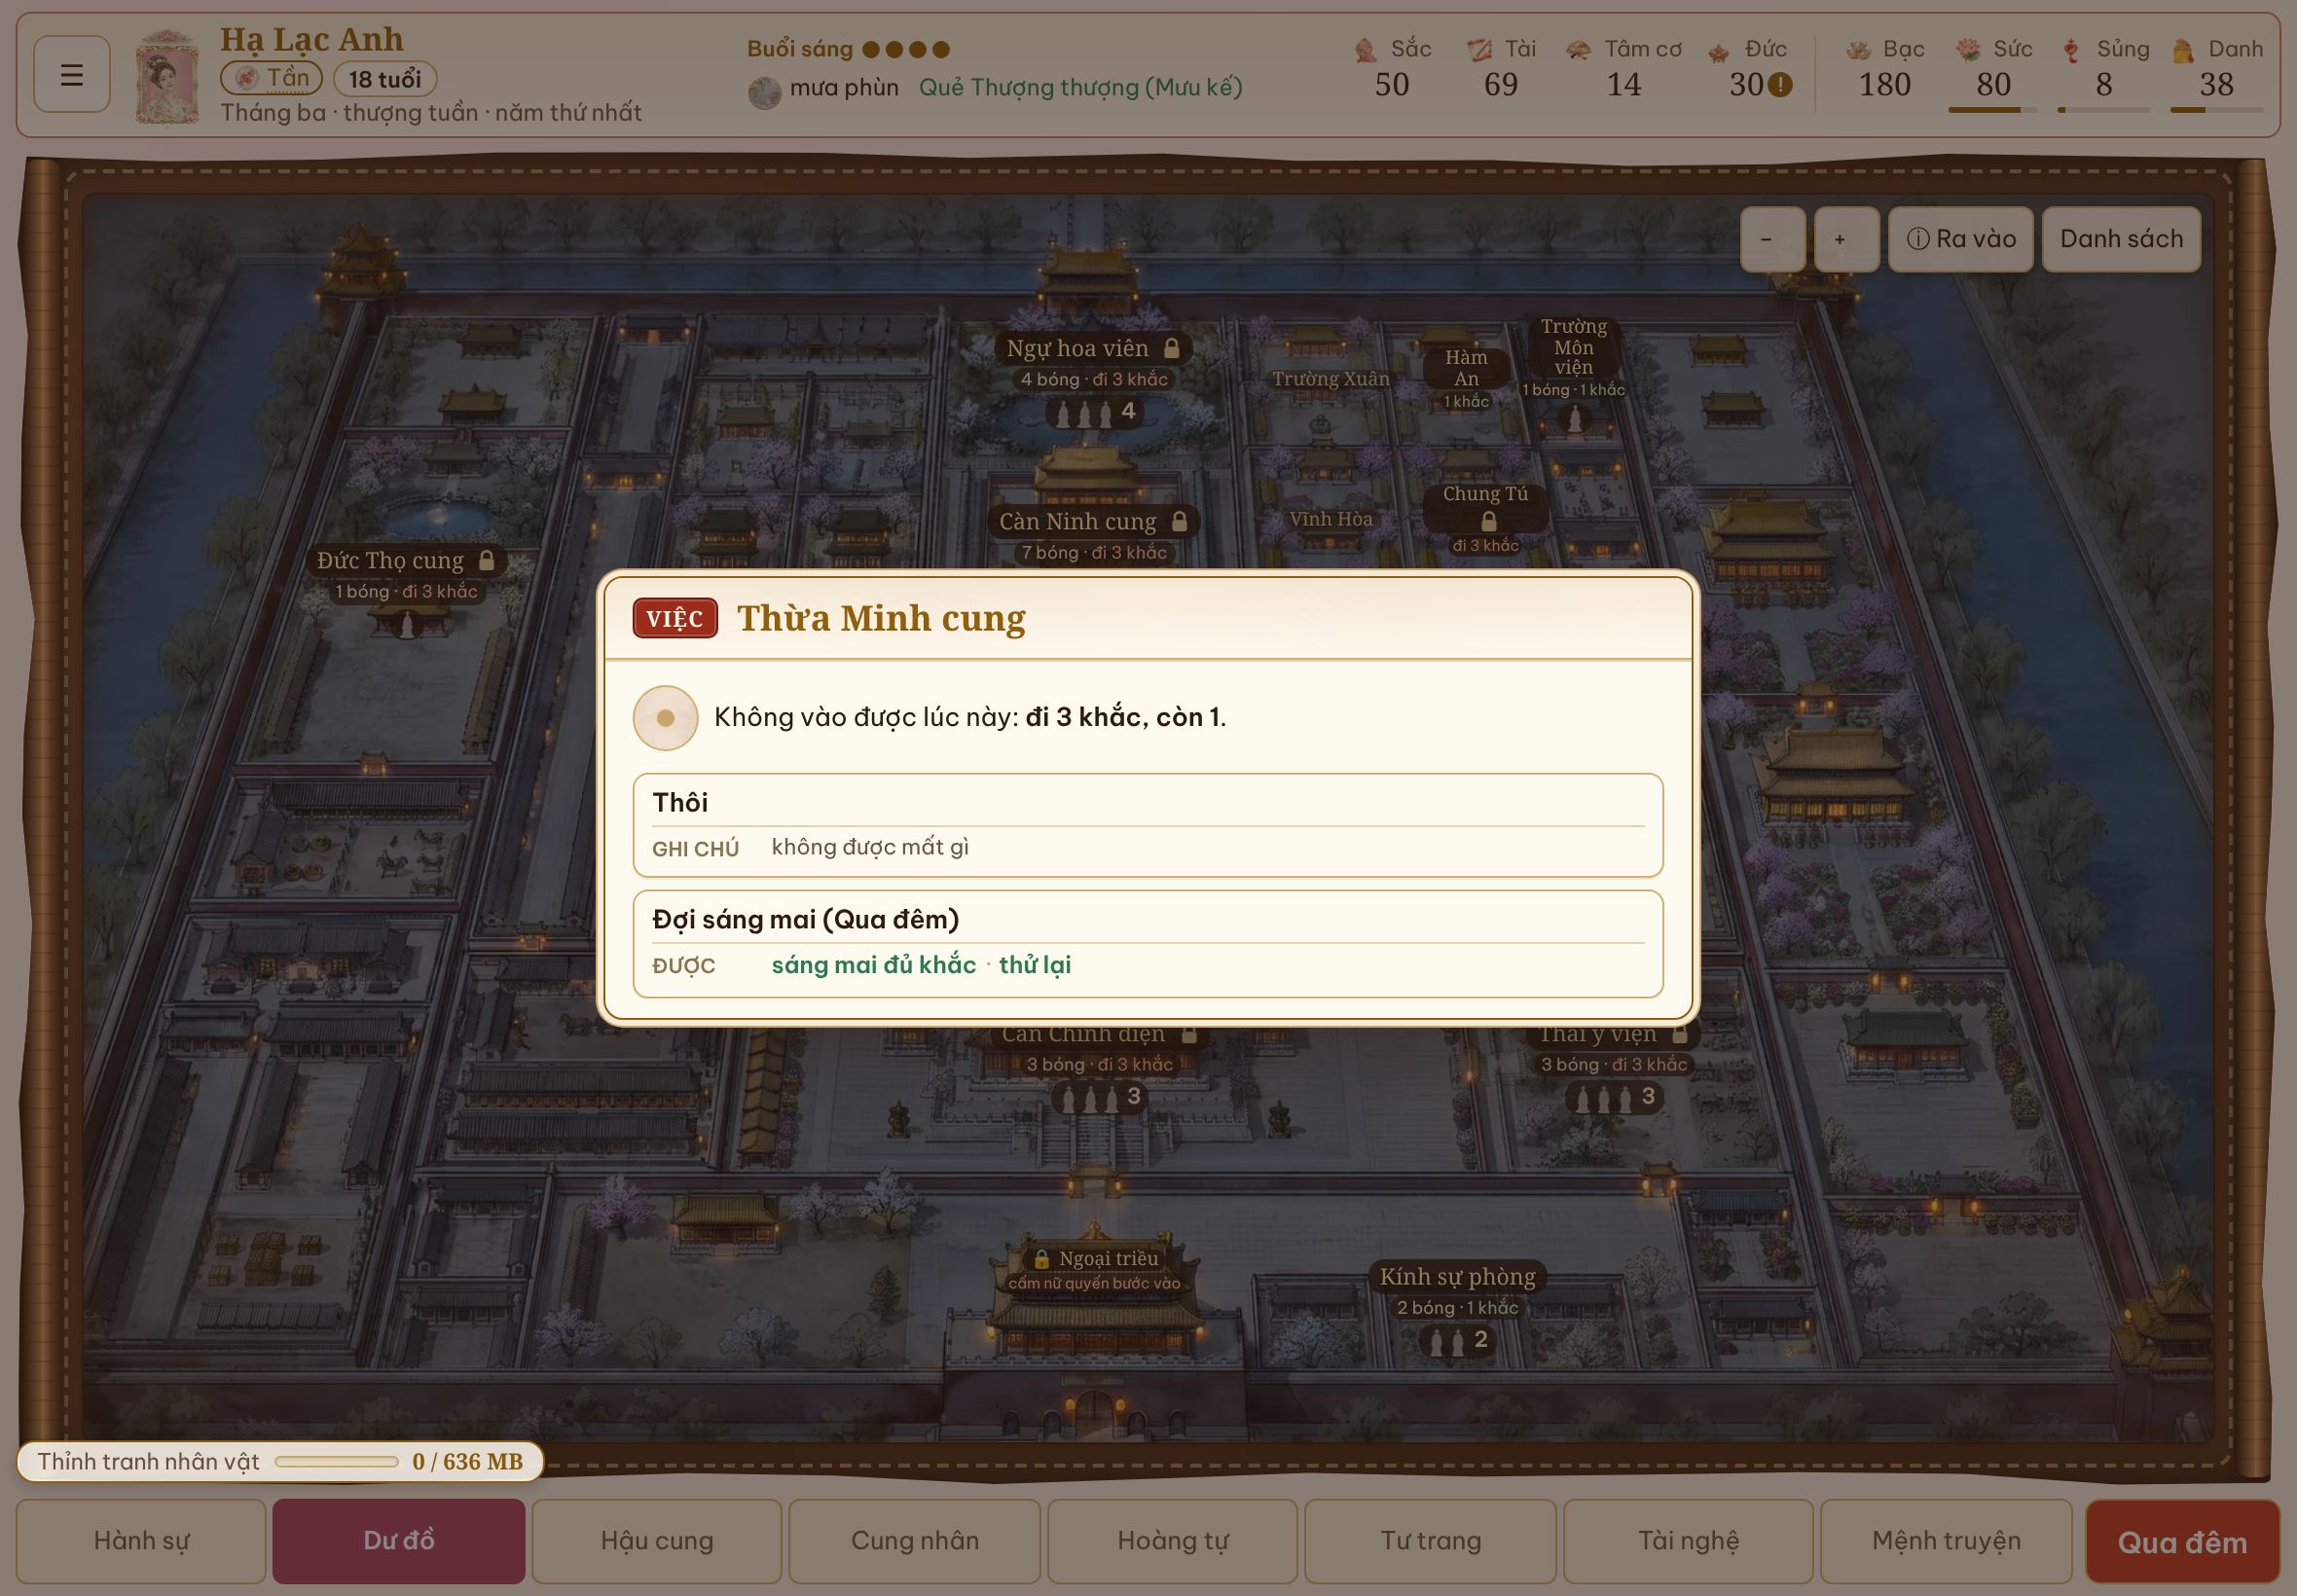 ☰
Hạ Lạc Anh
Tần
18 tuổi
Tháng ba · thượng tuần · năm thứ nhất
Buổi sáng
mưa phùn Quẻ Thượng thượng (Mưu kế)
Sắc
50
Tài
69
Tâm cơ
14
Đức
30 !
Bạc
180
Sức
80
Sủng
8
Danh
38
-
+
ⓘ Ra vào
Danh sách
Ngự hoa viên
4 bóng · đi 3 khắc
4
Trường Xuân
Hàm
An
1 khắc
Trường
Môn
viện
1 bóng · 1 khắc
Càn Ninh cung
7 bóng · đi 3 khắc
Vĩnh Hòa
Chung Tú
đi 3 khắc
Đức Thọ cung
1 bóng · đi 3 khắc
VIỆC
Thừa Minh cung
Không vào được lúc này: đi 3 khắc, còn 1.
Thôi
GHI CHÚ không được mất gì
Đợi sáng mai (Qua đêm)
ĐƯỢC sáng mai đủ khắc · thử lại
Cần Chính điện
3 bóng · đi 3 khắc
3
Thái y viện
3 bóng · đi 3 khắc
3
Ngoại triều
cấm nữ quyến bước vào
Kính sự phòng
2 bóng · 1 khắc
2
Thỉnh tranh nhân vật 0 / 636 MB
Hành sự
Dư đồ
Hậu cung
Cung nhân
Hoàng tự
Tư trang
Tài nghệ
Mệnh truyện
Qua đêm